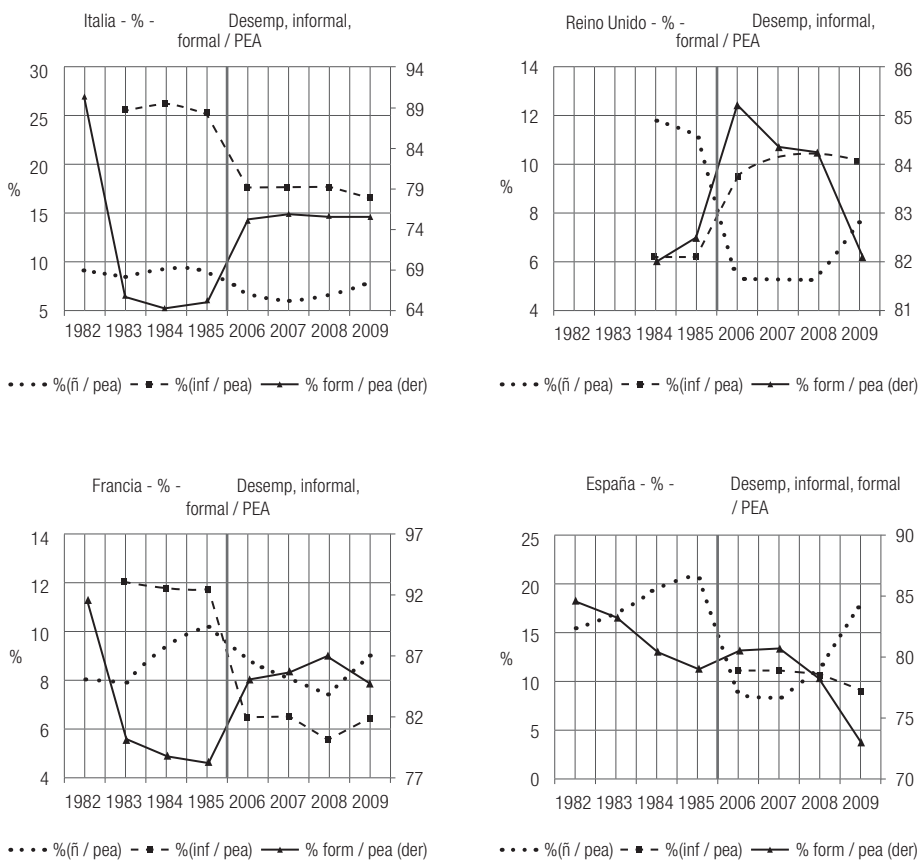 Italia - % - Desemp, informal,
formal / PEA
30 94
25 89
20 84
% 79
15 74
10 69
5 64
1982 1983 1984 1985 2006 2007 2008 2009
%(ñ / pea) %(inf / pea) % form / pea (der)
Reino Unido - % - Desemp, informal,
formal / PEA
14 86
12 85
10 84
%
8 83
6 82
4 81
1982 1983 1984 1985 2006 2007 2008 2009
%(ñ / pea) %(inf / pea) % form / pea (der)
Francia - % - Desemp, informal,
formal / PEA
14 97
12 92
10
% 87
8
82
6
4 77
1982 1983 1984 1985 2006 2007 2008 2009
%(ñ / pea) %(inf / pea) % form / pea (der)
España - % - Desemp, informal, formal
/ PEA
25 90
20 85
15
% 80
10
75
5
0 70
1982 1983 1984 1985 2006 2007 2008 2009
%(ñ / pea) %(inf / pea) % form / pea (der)